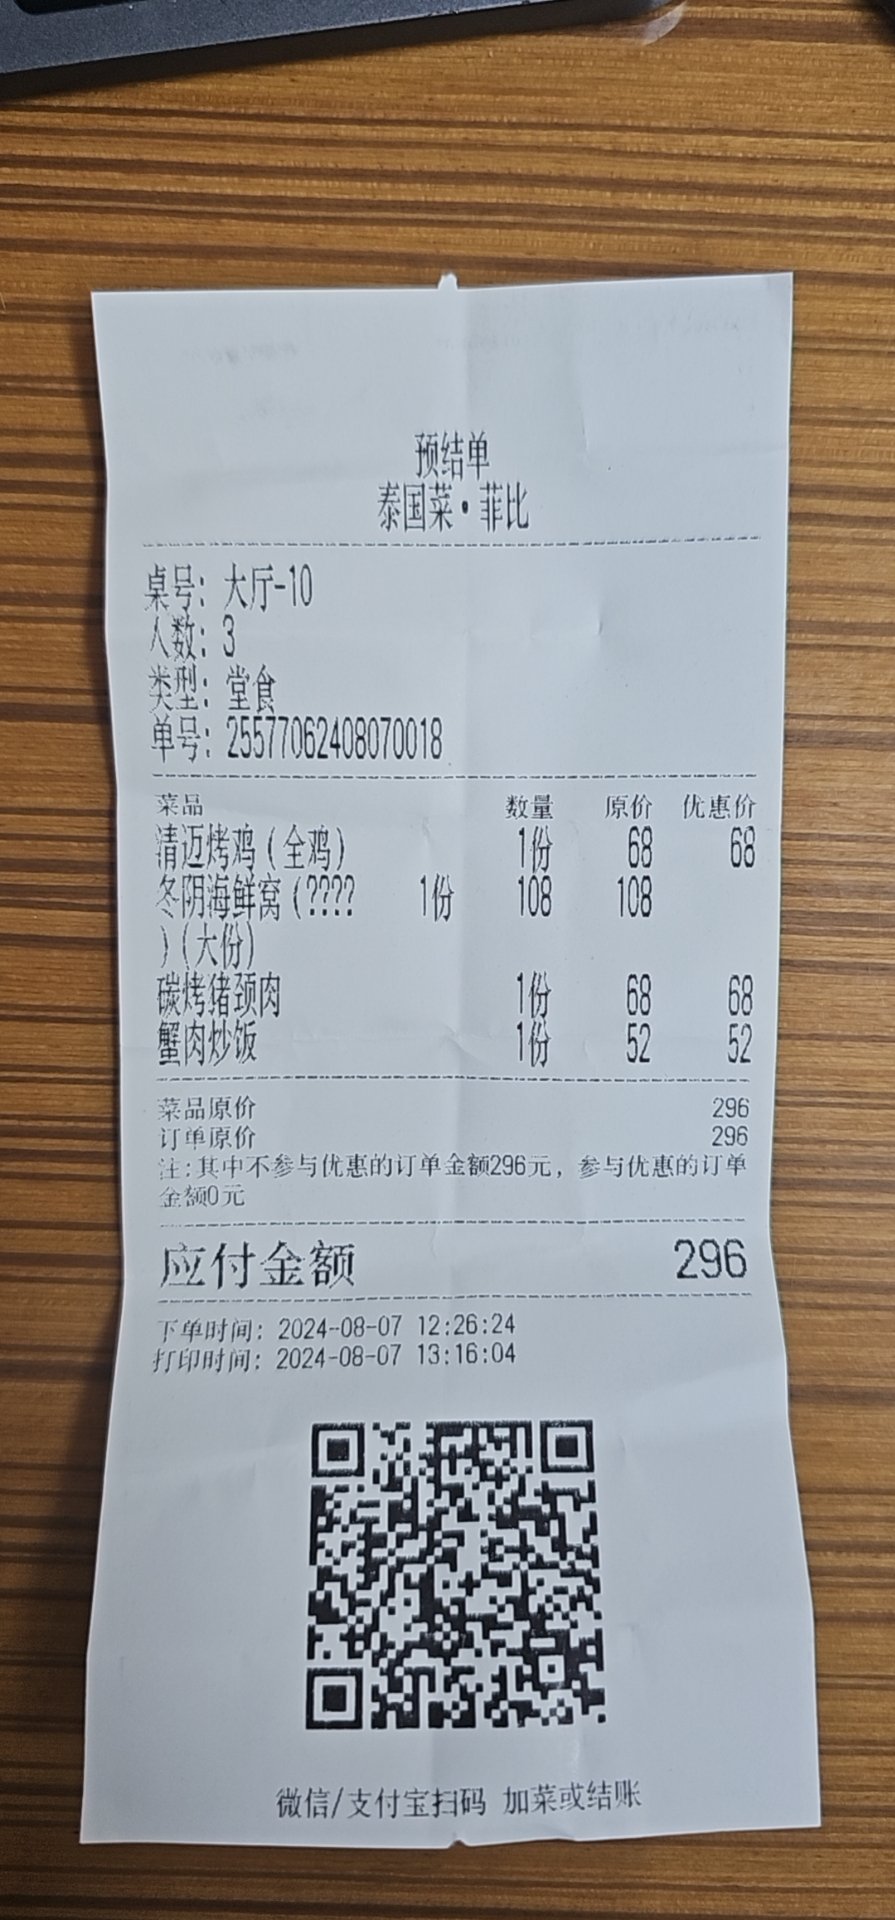 预结单
泰国菜·菲比
桌号: 大厅-10
人数: 3
类型: 堂食
单号: 25577062408070018
菜品 数量 原价 优惠价
清迈烤鸡(全鸡) 1份 68 68
冬阴海鲜窝(???? 1份 108 108
)(大份)
碳烤猪颈肉 1份 68 68
蟹肉炒饭 1份 52 52
菜品原价 296
订单原价 296
注:其中不参与优惠的订单金额296元, 参与优惠的订单
金额0元
应付金额 296
下单时间: 2024-08-07 12:26:24
打印时间: 2024-08-07 13:16:04
微信/支付宝扫码 加菜或结账